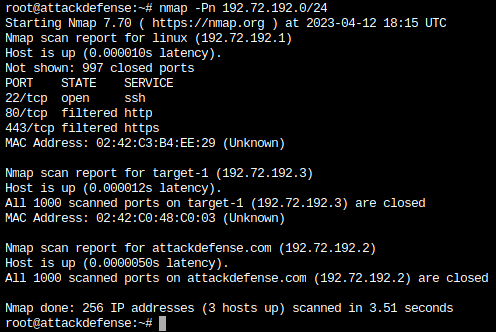 root@attackdefense:~# nmap -Pn 192.72.192.0/24
Starting Nmap 7.70 ( https://nmap.org ) at 2023-04-12 18:15 UTC
Nmap scan report for linux (192.72.192.1)
Host is up (0.000010s latency).
Not shown: 997 closed ports
PORT    STATE    SERVICE
22/tcp  open     ssh
80/tcp  filtered http
443/tcp filtered https
MAC Address: 02:42:C3:B4:EE:29 (Unknown)

Nmap scan report for target-1 (192.72.192.3)
Host is up (0.000012s latency).
All 1000 scanned ports on target-1 (192.72.192.3) are closed
MAC Address: 02:42:C0:48:C0:03 (Unknown)

Nmap scan report for attackdefense.com (192.72.192.2)
Host is up (0.0000050s latency).
All 1000 scanned ports on attackdefense.com (192.72.192.2) are closed

Nmap done: 256 IP addresses (3 hosts up) scanned in 3.51 seconds
root@attackdefense:~#